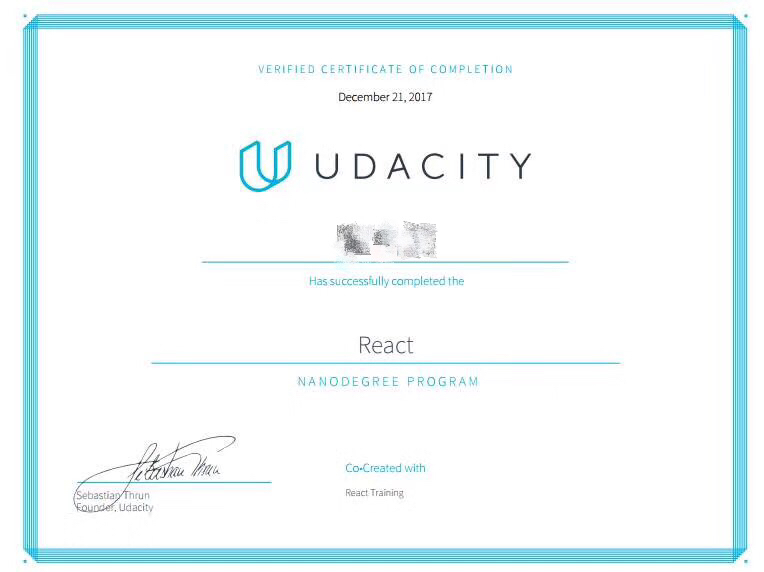 VERIFIED CERTIFICATE OF COMPLETION
December 21, 2017
UDACITY
Has successfully completed the
React
NANODEGREE PROGRAM
Sebastian Thrun
Co-Created with
Sebastian Thrun
Founder, Udacity
React Training